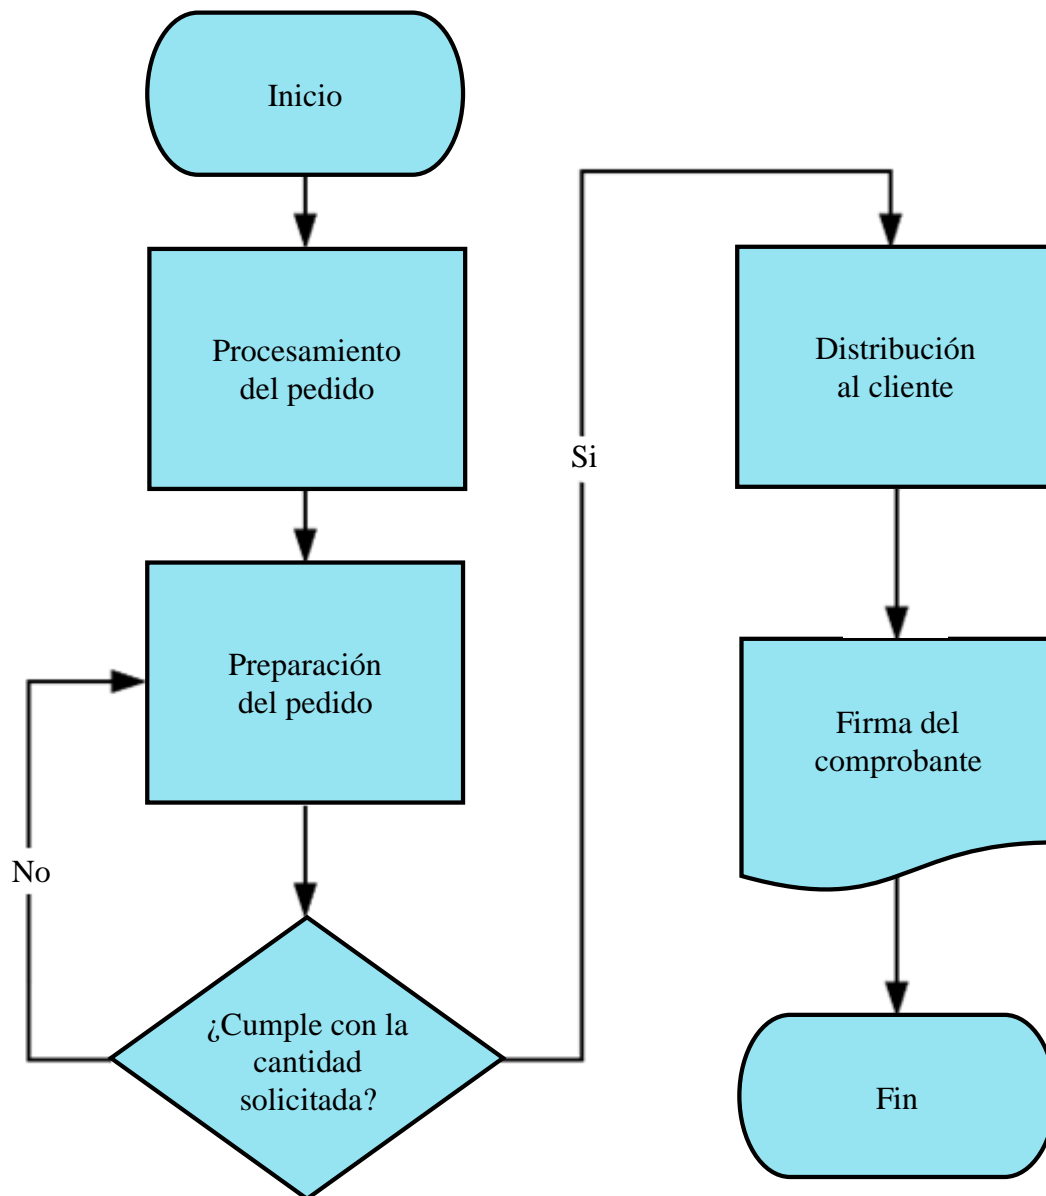 Inicio
Procesamiento
del pedido
Preparación
del pedido
No
¿Cumple con la
cantidad
solicitada?
Si
Distribución
al cliente
Firma del
comprobante
Fin